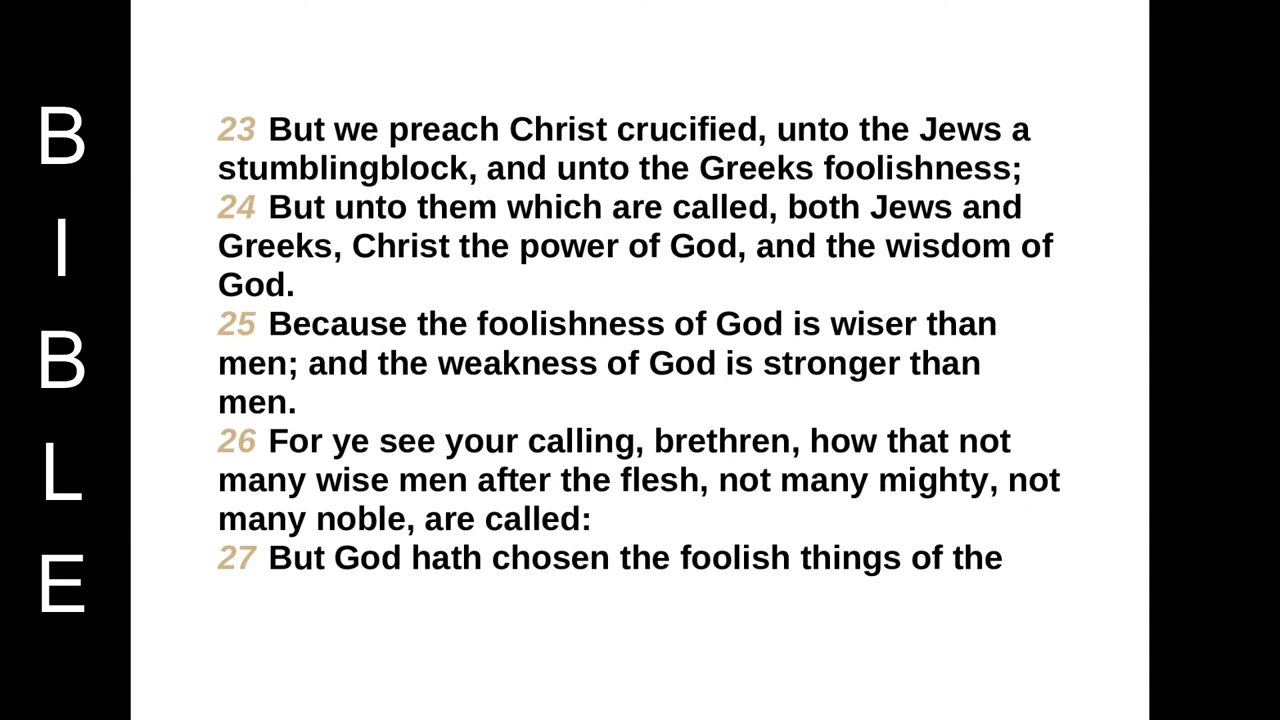 BIBLE
23 But we preach Christ crucified, unto the Jews a
stumblingblock, and unto the Greeks foolishness;
24 But unto them which are called, both Jews and
Greeks, Christ the power of God, and the wisdom of
God.
25 Because the foolishness of God is wiser than
men; and the weakness of God is stronger than
men.
26 For ye see your calling, brethren, how that not
many wise men after the flesh, not many mighty, not
many noble, are called:
27 But God hath chosen the foolish things of the